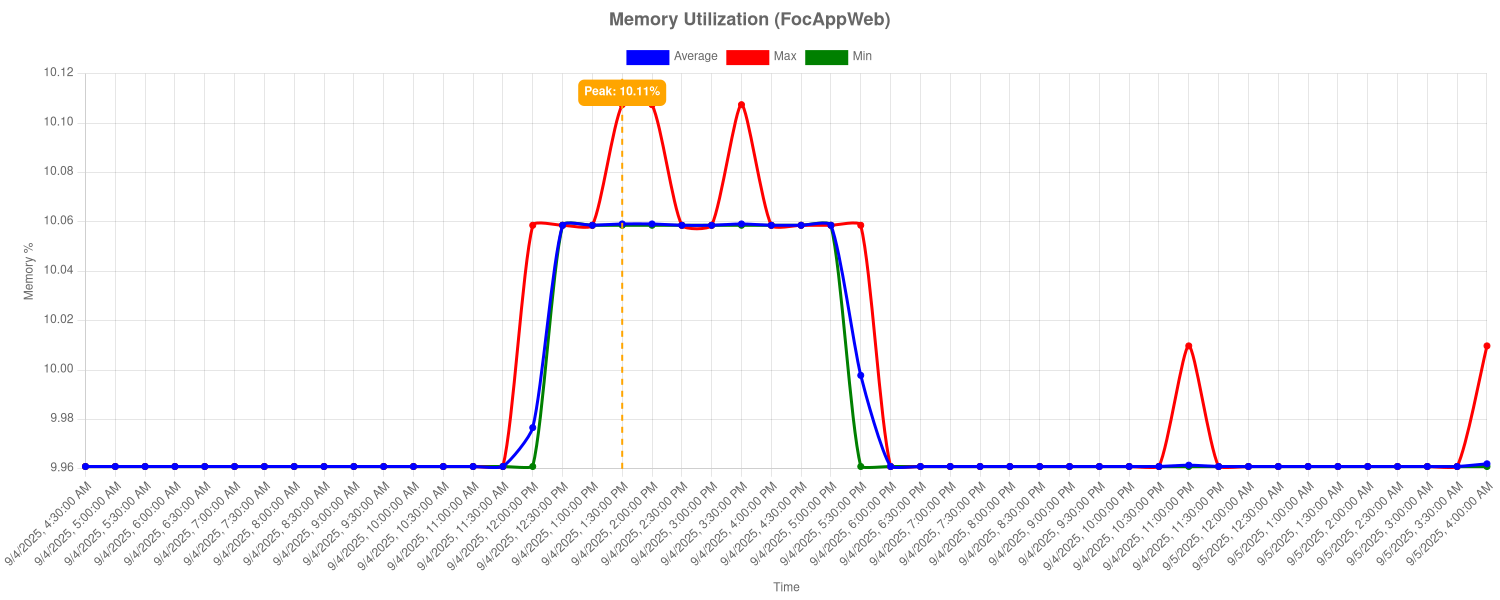 Memory Utilization (FocAppWeb)
Average Max Min
10.12
10.10
10.08
10.06
10.04
10.02
10.00
9.98
9.96
Memory %
Peak: 10.11%
9/4/2025, 4:30:00 AM
9/4/2025, 5:00:00 AM
9/4/2025, 5:30:00 AM
9/4/2025, 6:00:00 AM
9/4/2025, 6:30:00 AM
9/4/2025, 7:00:00 AM
9/4/2025, 7:30:00 AM
9/4/2025, 8:00:00 AM
9/4/2025, 8:30:00 AM
9/4/2025, 9:00:00 AM
9/4/2025, 9:30:00 AM
9/4/2025, 10:00:00 AM
9/4/2025, 10:30:00 AM
9/4/2025, 11:00:00 AM
9/4/2025, 11:30:00 AM
9/4/2025, 12:00:00 PM
9/4/2025, 12:30:00 PM
9/4/2025, 1:00:00 PM
9/4/2025, 1:30:00 PM
9/4/2025, 2:00:00 PM
9/4/2025, 2:30:00 PM
9/4/2025, 3:00:00 PM
9/4/2025, 3:30:00 PM
9/4/2025, 4:00:00 PM
9/4/2025, 4:30:00 PM
9/4/2025, 5:00:00 PM
9/4/2025, 5:30:00 PM
9/4/2025, 6:00:00 PM
9/4/2025, 6:30:00 PM
9/4/2025, 7:00:00 PM
9/4/2025, 7:30:00 PM
9/4/2025, 8:00:00 PM
9/4/2025, 8:30:00 PM
9/4/2025, 9:00:00 PM
9/4/2025, 9:30:00 PM
9/4/2025, 10:00:00 PM
9/4/2025, 10:30:00 PM
9/4/2025, 11:00:00 PM
9/4/2025, 11:30:00 PM
9/5/2025, 12:00:00 AM
9/5/2025, 12:30:00 AM
9/5/2025, 1:00:00 AM
9/5/2025, 1:30:00 AM
9/5/2025, 2:00:00 AM
9/5/2025, 2:30:00 AM
9/5/2025, 3:00:00 AM
9/5/2025, 3:30:00 AM
9/5/2025, 4:00:00 AM
Time